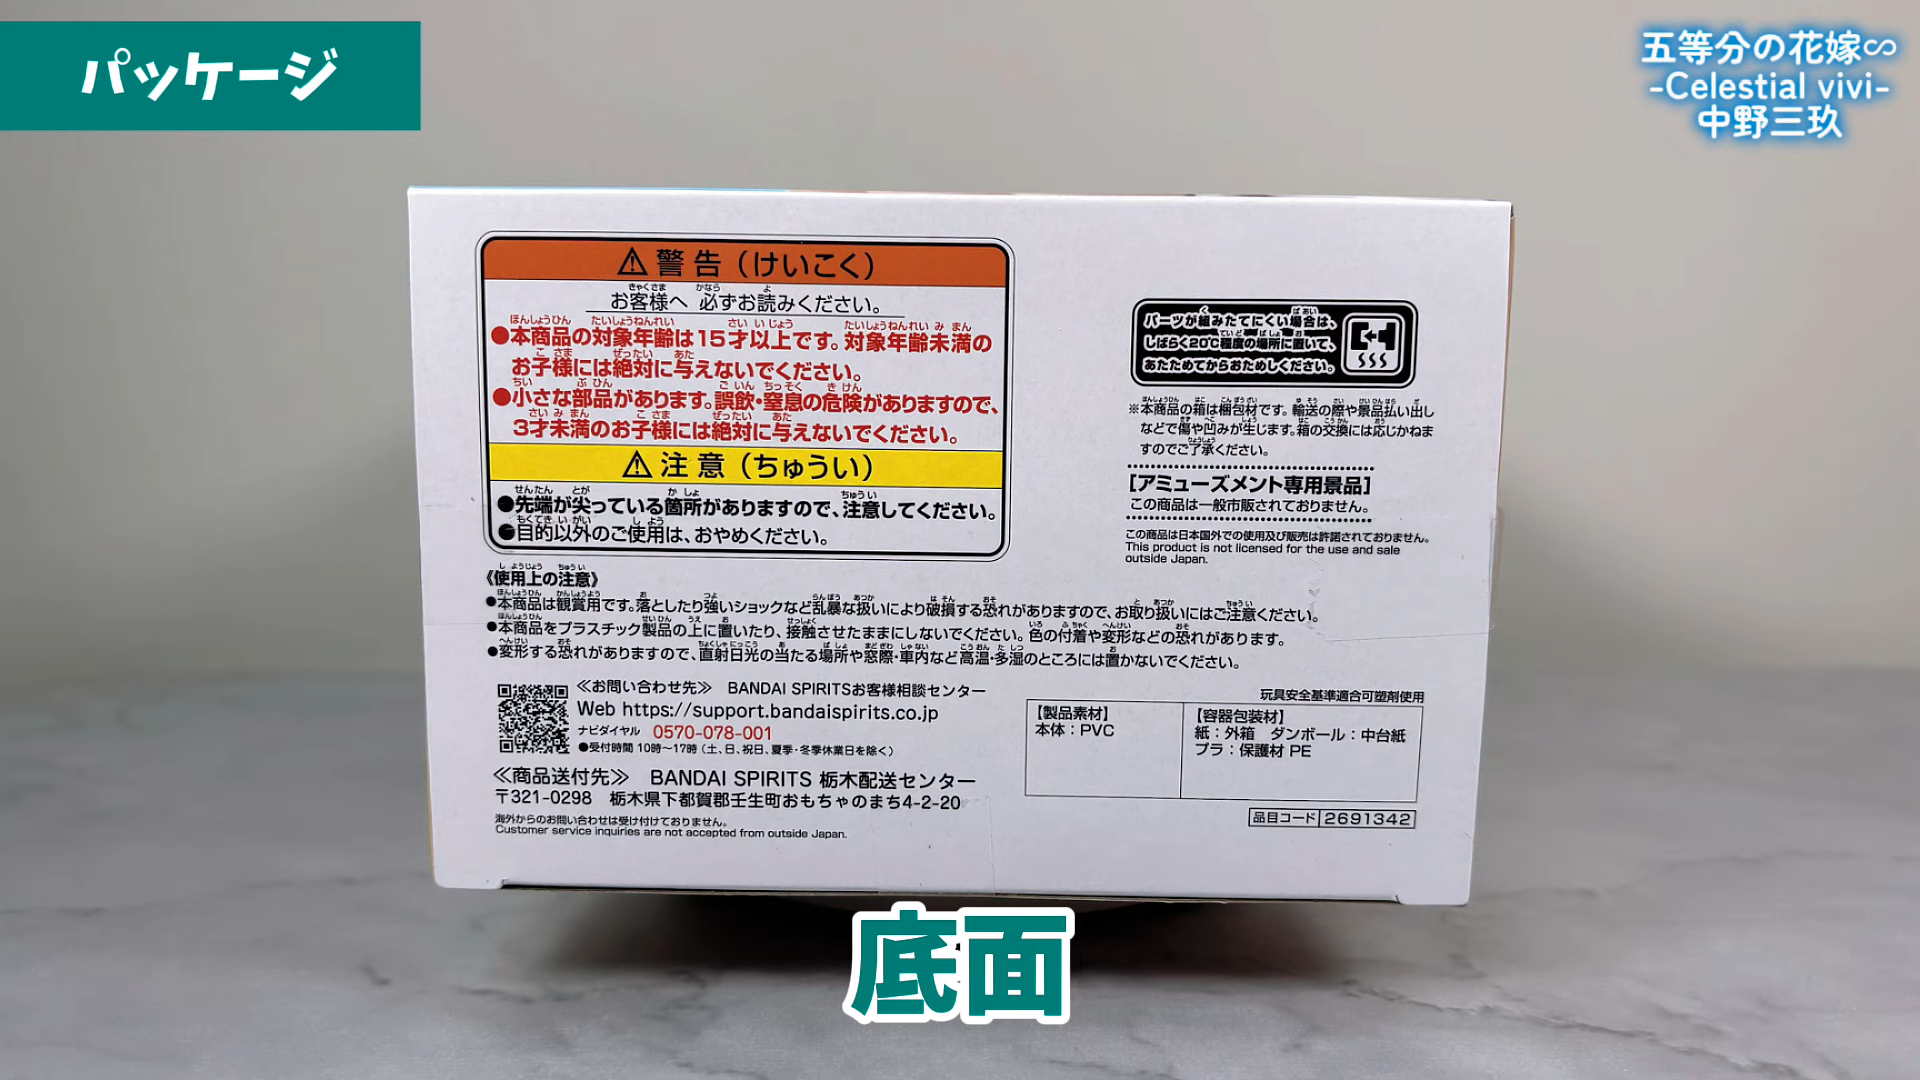 パッケージ
五等分の花嫁∽
-Celestial vivi-
中野三玖
⚠ 警告（けいこく）
お客様へ 必ずお読みください。
●本商品の対象年齢は15才以上です。対象年齢未満の
お子様には絶対に与えないでください。
●小さな部品があります。誤飲・窒息の危険がありますので、
3才未満のお子様には絶対に与えないでください。
⚠ 注意（ちゅうい）
●先端が尖っている箇所がありますので、注意してください。
●目的以外のご使用は、おやめください。
パーツが組みたてにくい場合は、
しばらく20℃程度の場所に置いて、
あたためてからおためしください。
※本商品の箱は梱包材です。輸送の際や景品払い出し
などで傷や凹みが生じます。箱の交換には応じかねま
すのでご了承ください。
[アミューズメント専用景品]
この商品は一般市販されておりません。
この商品は日本国外での使用及び販売は許諾されておりません。
This product is not licensed for the use and sale
outside Japan.
《使用上の注意》
●本商品は観賞用です。落としたり強いショックなど乱暴な扱いにより破損する恐れがありますので、お取り扱いにはご注意ください。
●本商品をプラスチック製品の上に置いたり、接触させたままにしないでください。色の付着や変形などの恐れがあります。
●変形する恐れがありますので、直射日光の当たる場所や窓際・車内など高温・多湿のところには置かないでください。
≪お問い合わせ先≫ BANDAI SPIRITSお客様相談センター
Web https://support.bandaispirits.co.jp
ナビダイヤル 0570-078-001
●受付時間 10時～17時（土、日、祝日、夏季・冬季休業日を除く）
≪商品送付先≫ BANDAI SPIRITS 栃木配送センター
〒321-0298 栃木県下都賀郡壬生町おもちゃのまち4-2-20
海外からのお問い合わせは受け付けておりません。
Customer service inquiries are not accepted from outside Japan.
玩具安全基準適合可塑剤使用
【製品素材】
本体：PVC
【容器包装材】
紙：外箱 ダンボール：中台紙
プラ：保護材 PE
品目コード 2691342
底面